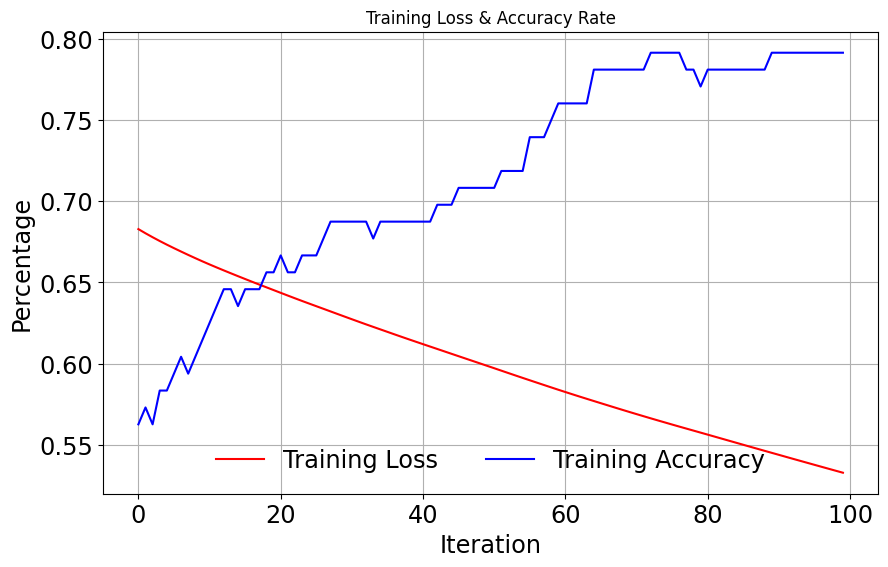 Training Loss & Accuracy Rate
0.80
0.75
0.70
0.65
0.60
0.55
Percentage
Training Loss
Training Accuracy
0 20 40 60 80 100
Iteration